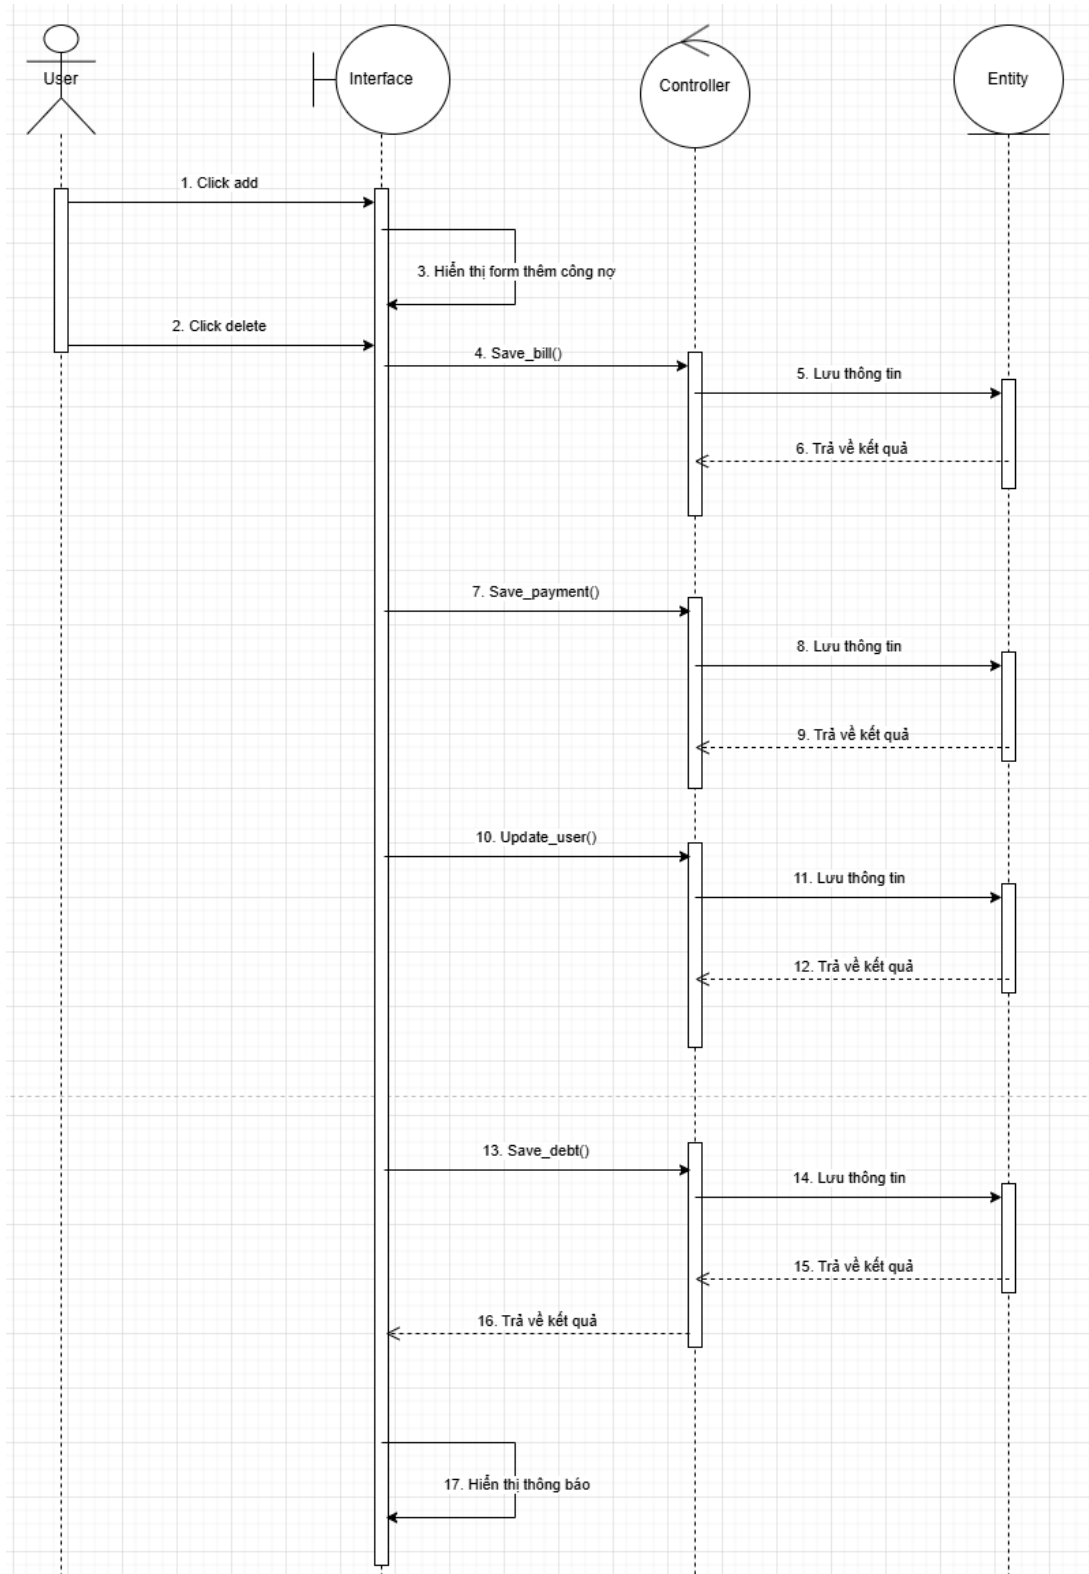 User
Interface
Controller
Entity
1. Click add
3. Hiển thị form thêm công nợ
2. Click delete
4. Save_bill()
5. Lưu thông tin
6. Trả về kết quả
7. Save_payment()
8. Lưu thông tin
9. Trả về kết quả
10. Update_user()
11. Lưu thông tin
12. Trả về kết quả
13. Save_debt()
14. Lưu thông tin
15. Trả về kết quả
16. Trả về kết quả
17. Hiển thị thông báo